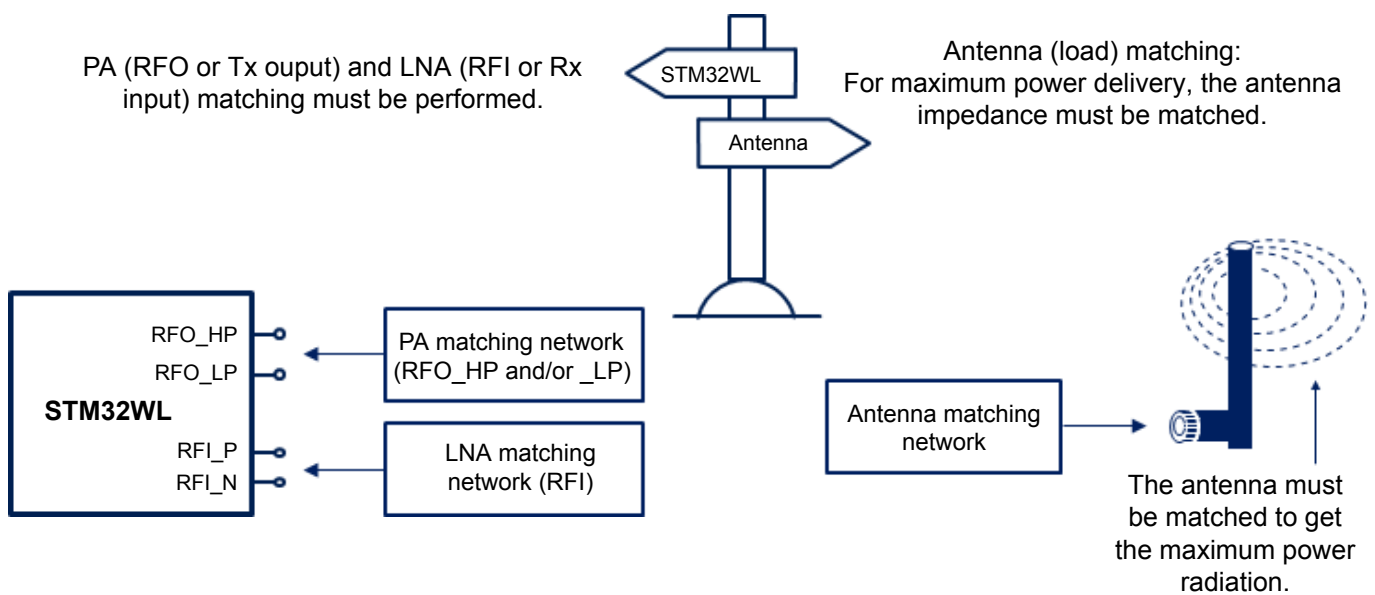 PA (RFO or Tx ouput) and LNA (RFI or Rx
input) matching must be performed.
STM32WL
Antenna
Antenna (load) matching:
For maximum power delivery, the antenna
impedance must be matched.
RFO_HP
RFO_LP
STM32WL
RFI_P
RFI_N
PA matching network
(RFO_HP and/or _LP)
LNA matching
network (RFI)
Antenna matching
network
The antenna must
be matched to get
the maximum power
radiation.